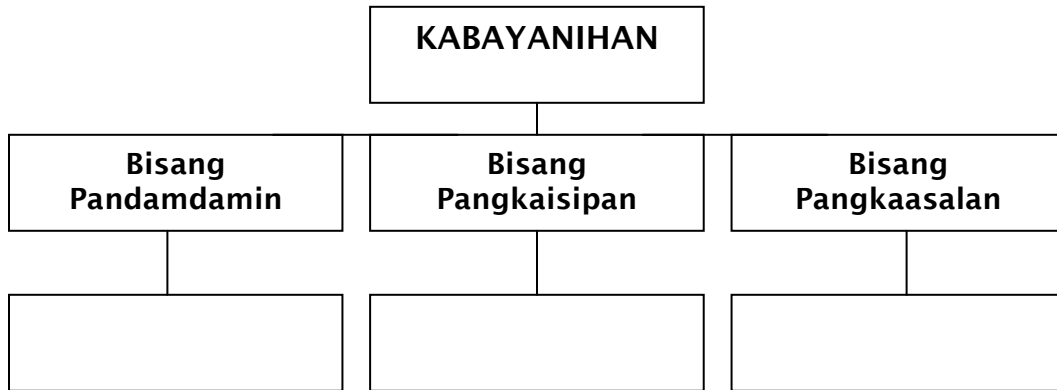 KABAYANIHAN
Bisang
Pandamdamin
Bisang
Pangkaisipan
Bisang
Pangkaasalan